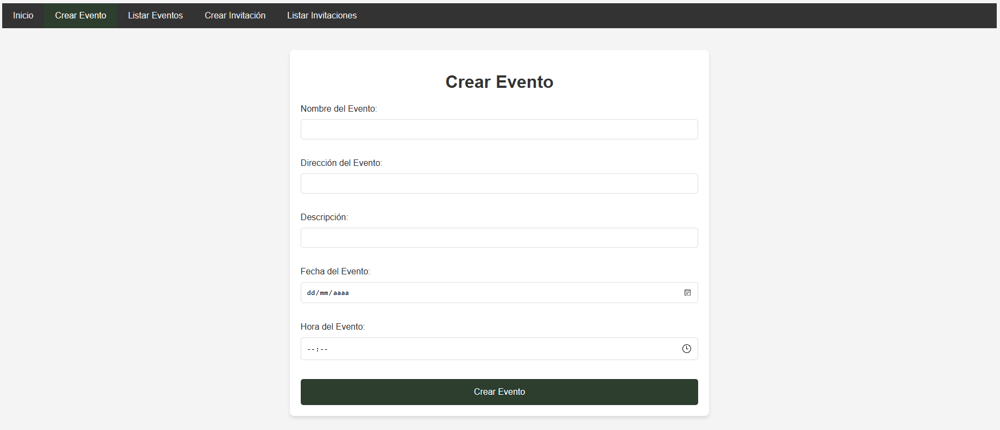 Inicio Crear Evento Listar Eventos Crear Invitación Listar Invitaciones
Crear Evento
Nombre del Evento:
Dirección del Evento:
Descripción:
Fecha del Evento:
dd/mm/aaaa
Hora del Evento:
--:--
Crear Evento